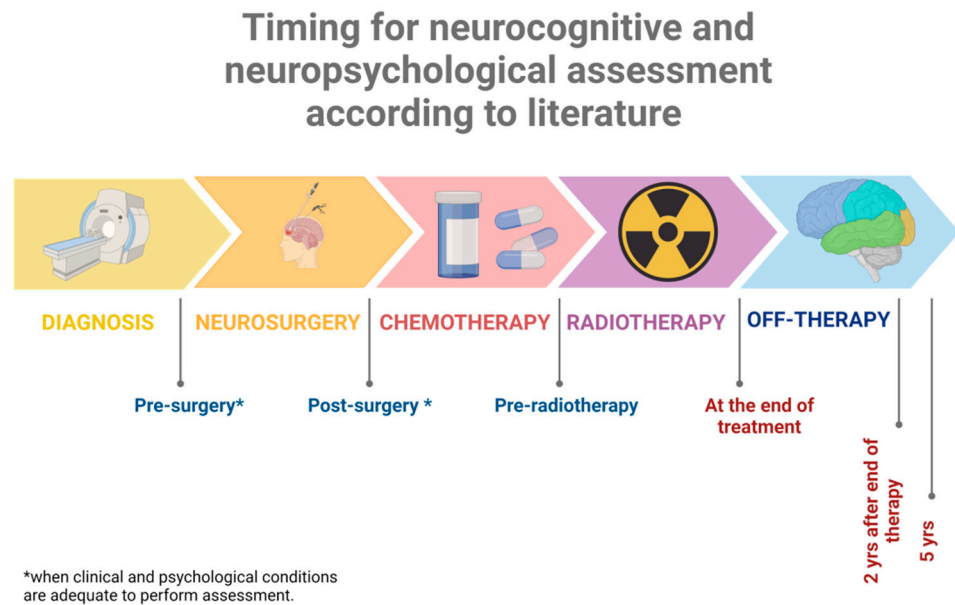 Timing for neurocognitive and
neuropsychological assessment
according to literature
DIAGNOSIS
NEUROSURGERY
CHEMOTHERAPY
RADIOTHERAPY
OFF-THERAPY
Pre-surgery*
Post-surgery *
Pre-radiotherapy
At the end of
treatment
2 yrs after end of
therapy
5 yrs
*when clinical and psychological conditions
are adequate to perform assessment.